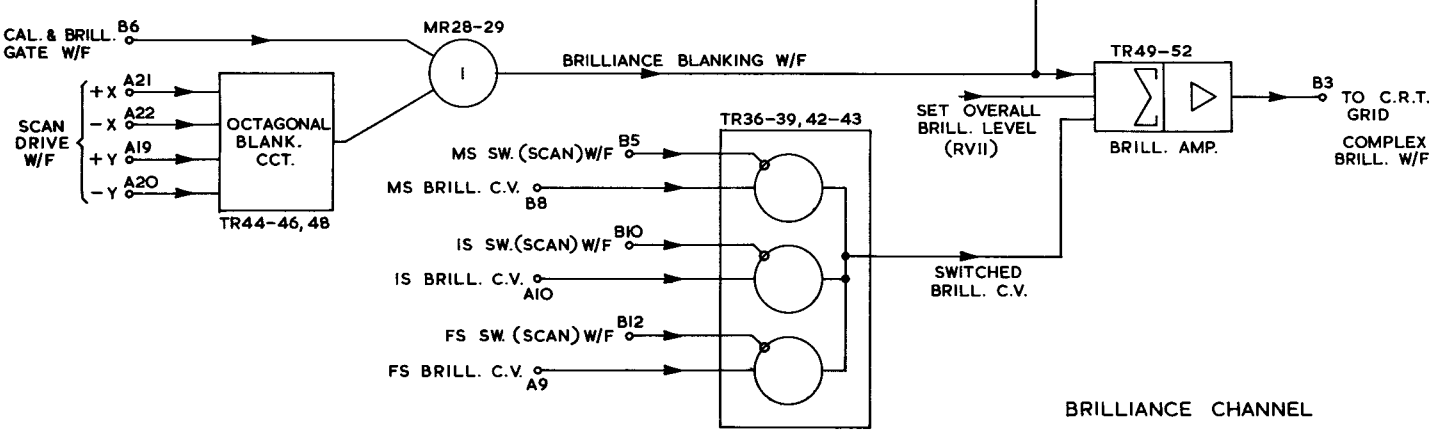 CAL. & BRILL.
GATE W/F
B6
MR28-29
1
BRILLIANCE BLANKING W/F
TR49-52
Σ
BRILL. AMP.
B3
TO C.R.T.
GRID
COMPLEX
BRILL. W/F
SCAN
DRIVE
W/F
+X A21
-X A22
+Y A19
-Y A20
OCTAGONAL
BLANK.
CCT.
TR44-46, 48
SET OVERALL
BRILL. LEVEL
(RV11)
TR36-39, 42-43
MS SW. (SCAN) W/F B5
MS BRILL. C.V.
B8
IS SW. (SCAN) W/F B10
IS BRILL. C.V.
A10
FS SW. (SCAN) W/F B12
FS BRILL. C.V.
A9
SWITCHED
BRILL. C.V.
BRILLIANCE CHANNEL